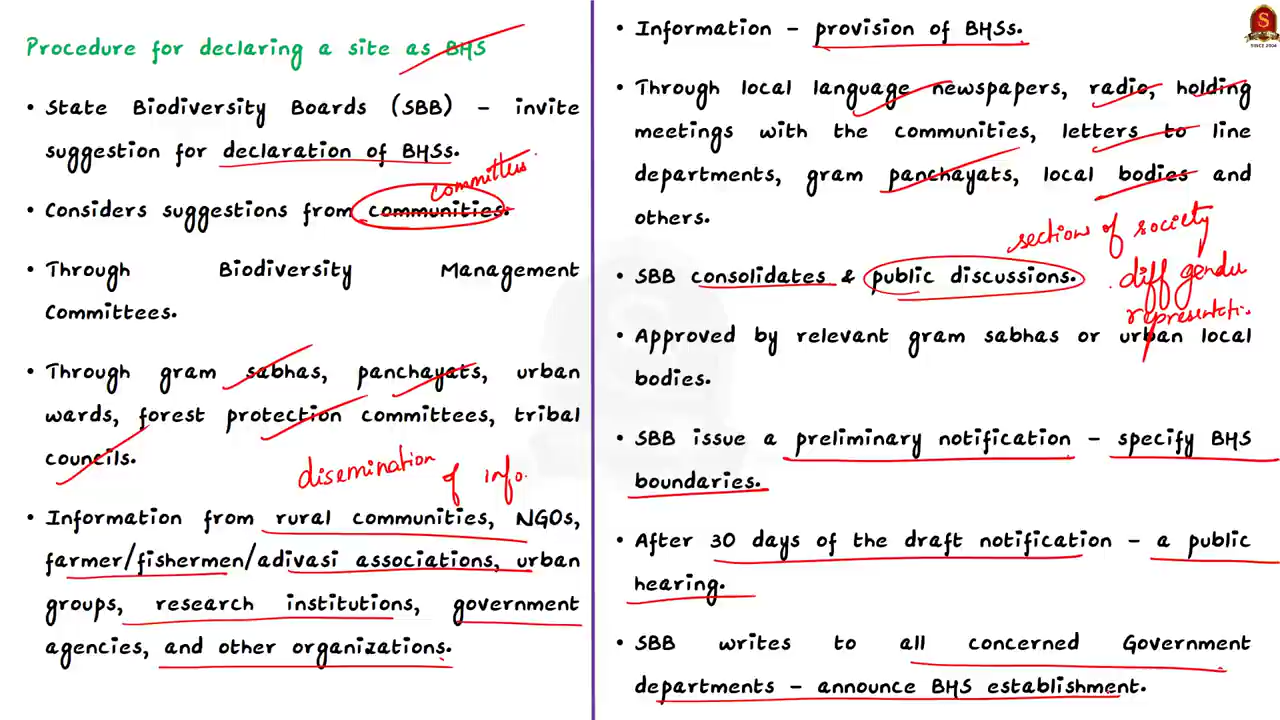 Procedure for declaring a site as BHS
• State Biodiversity Boards (SBB) - invite
suggestion for declaration of BHSs.
committees
• Considers suggestions from communities.
• Through Biodiversity Management
Committees.
• Through gram sabhas, panchayats, urban
wards, forest protection committees, tribal
councils.
disemination of info.
• Information from rural communities, NGOs,
farmer/fishermen/adivasi associations, urban
groups, research institutions, government
agencies, and other organizations.
• Information - provision of BHSs.
• Through local language newspapers, radio, holding
meetings with the communities, letters to line
departments, gram panchayats, local bodies and
others.
section of society
• SBB consolidates & public discussions.
diff gender
• Approved by relevant gram sabhas or urban local
bodies.
• SBB issue a preliminary notification - specify BHS
boundaries.
• After 30 days of the draft notification - a public
hearing.
• SBB writes to all concerned Government
departments - announce BHS establishment.
S
SINCE 2004